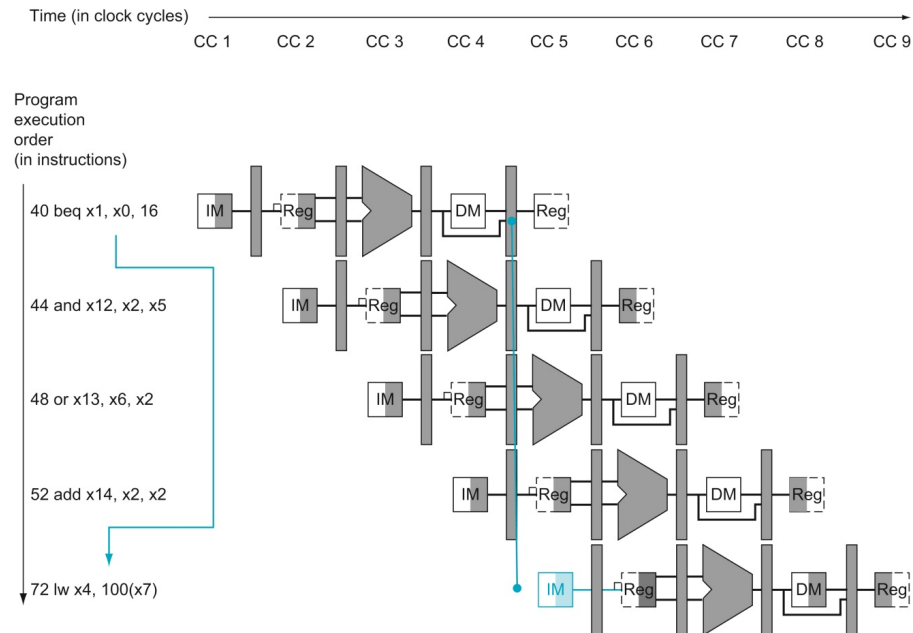 Time (in clock cycles)
CC 1 CC 2 CC 3 CC 4 CC 5 CC 6 CC 7 CC 8 CC 9
Program
execution
order
(in instructions)
40 beq x1, x0, 16 IM Reg DM Reg
44 and x12, x2, x5 IM Reg DM Reg
48 or x13, x6, x2 IM Reg DM Reg
52 add x14, x2, x2 IM Reg DM Reg
72 lw x4, 100(x7) IM Reg DM Reg